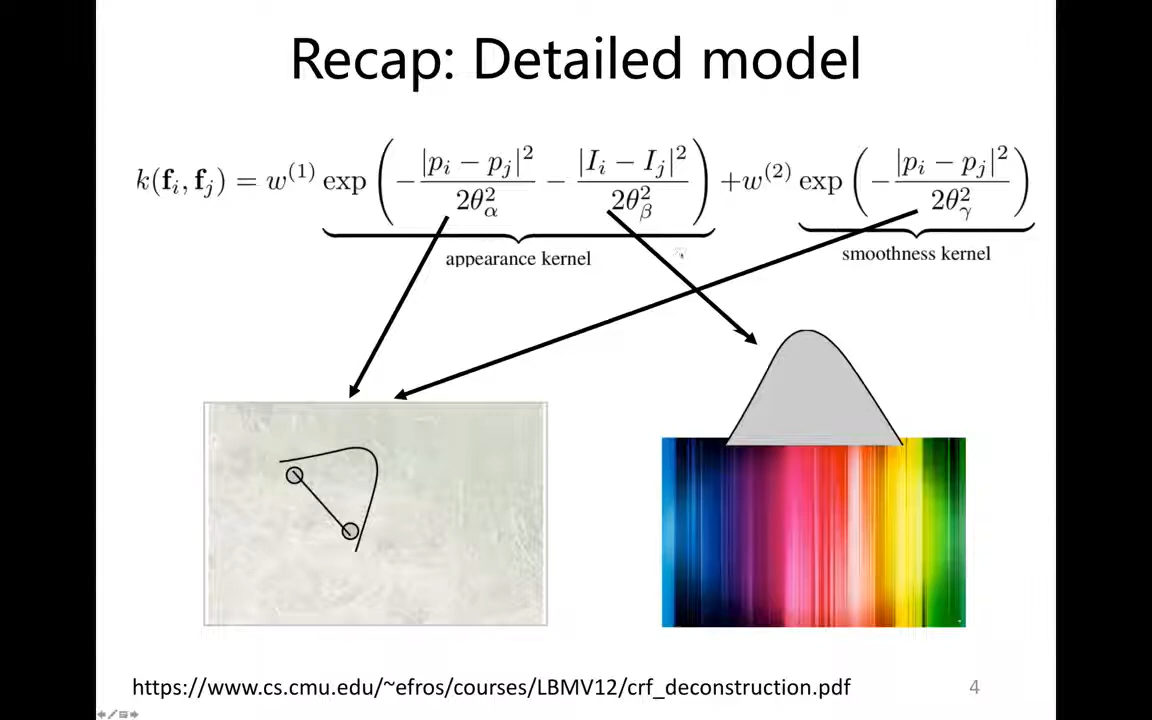 Recap: Detailed model
k(f_i, f_j) = w^(1) exp(−|p_i − p_j|^2 / 2θ_α^2 − |I_i − I_j|^2 / 2θ_β^2) +w^(2) exp(−|p_i − p_j|^2 / 2θ_γ^2)
appearance kernel
smoothness kernel
https://www.cs.cmu.edu/~efros/courses/LBMV12/crf_deconstruction.pdf
4